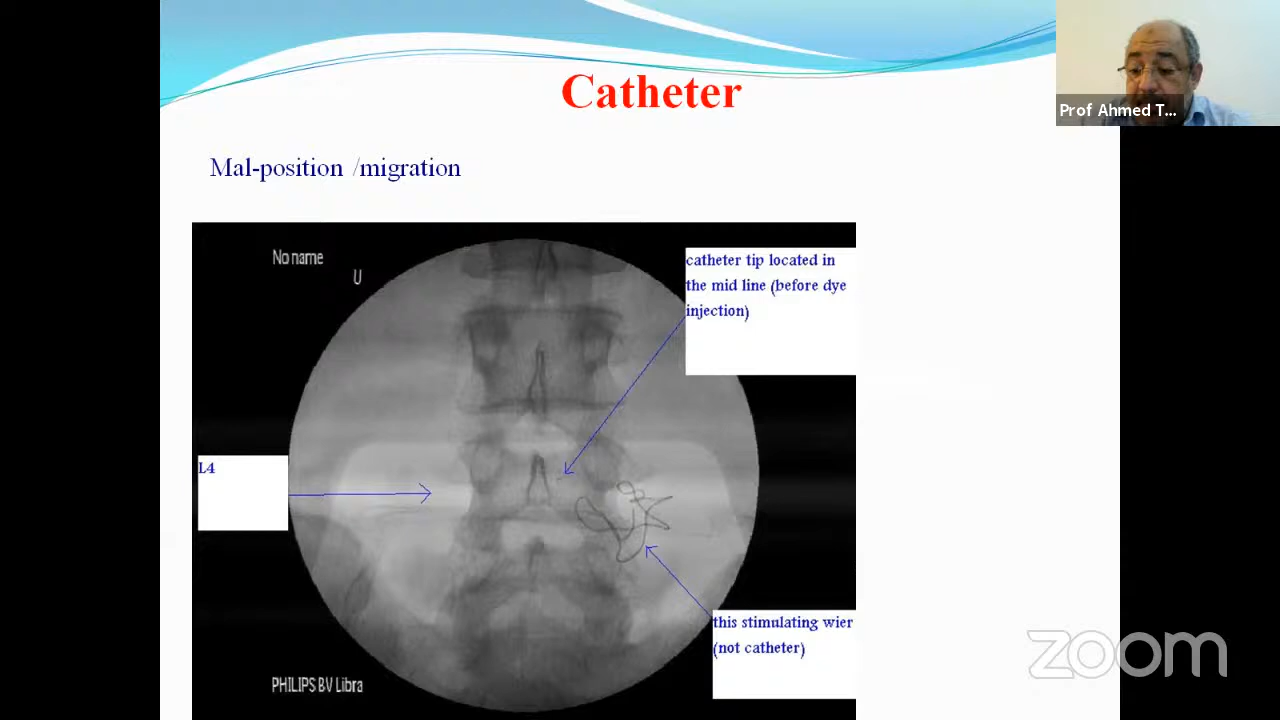 Catheter
Prof Ahmed T...
Mal-position /migration
No name
U
catheter tip located in
the mid line (before dye
injection)
L4
this stimulating wier
(not catheter)
PHILIPS BV Libra
zoom